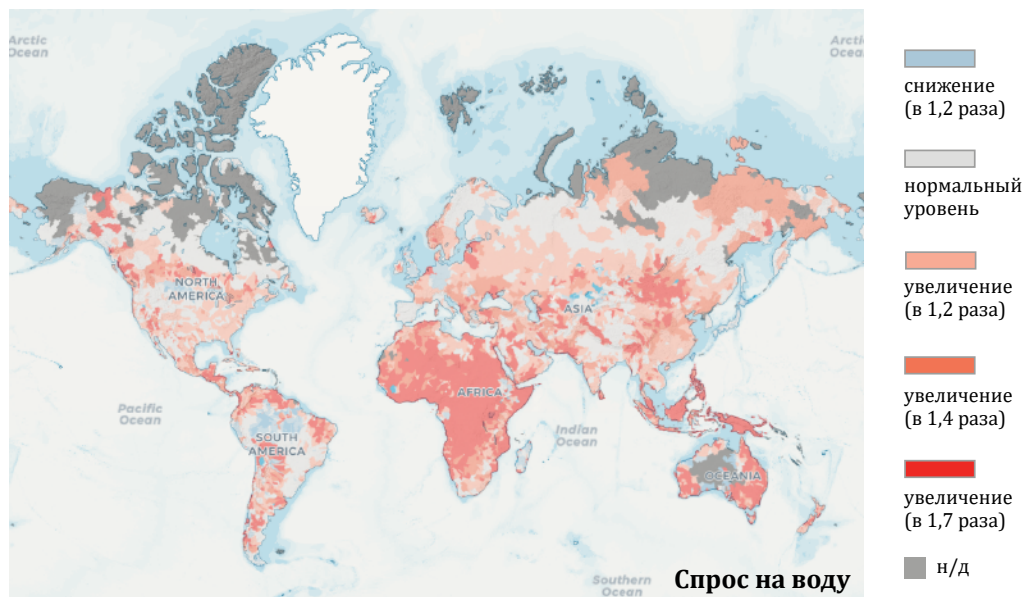 Arctic
Ocean
Arctic
Ocean
NORTH
AMERICA
ASIA
AFRICA
Pacific
Ocean
Indian
Ocean
SOUTH
AMERICA
OCEANIA
Southern
Ocean
Спрос на воду
снижение
(в 1,2 раза)
нормальный
уровень
увеличение
(в 1,2 раза)
увеличение
(в 1,4 раза)
увеличение
(в 1,7 раза)
н/д